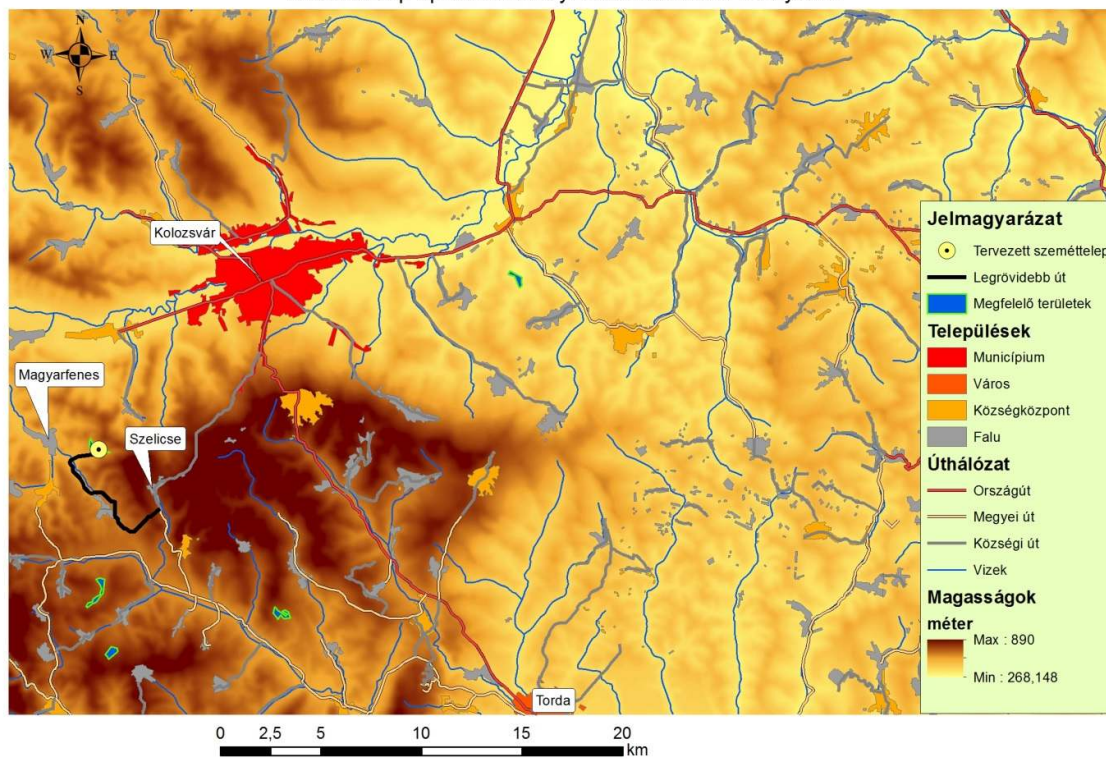 N
W E
S
Kolozsvár
Magyarfenes
Szelicse
Torda
Jelmagyarázat
Tervezett szeméttelep
Legrövidebb út
Megfelelő területek
Települések
Municípium
Város
Községközpont
Falu
Úthálózat
Országút
Megyei út
Községi út
Vizek
Magasságok
méter
Max : 890
Min : 268,148
0 2,5 5 10 15 20
km